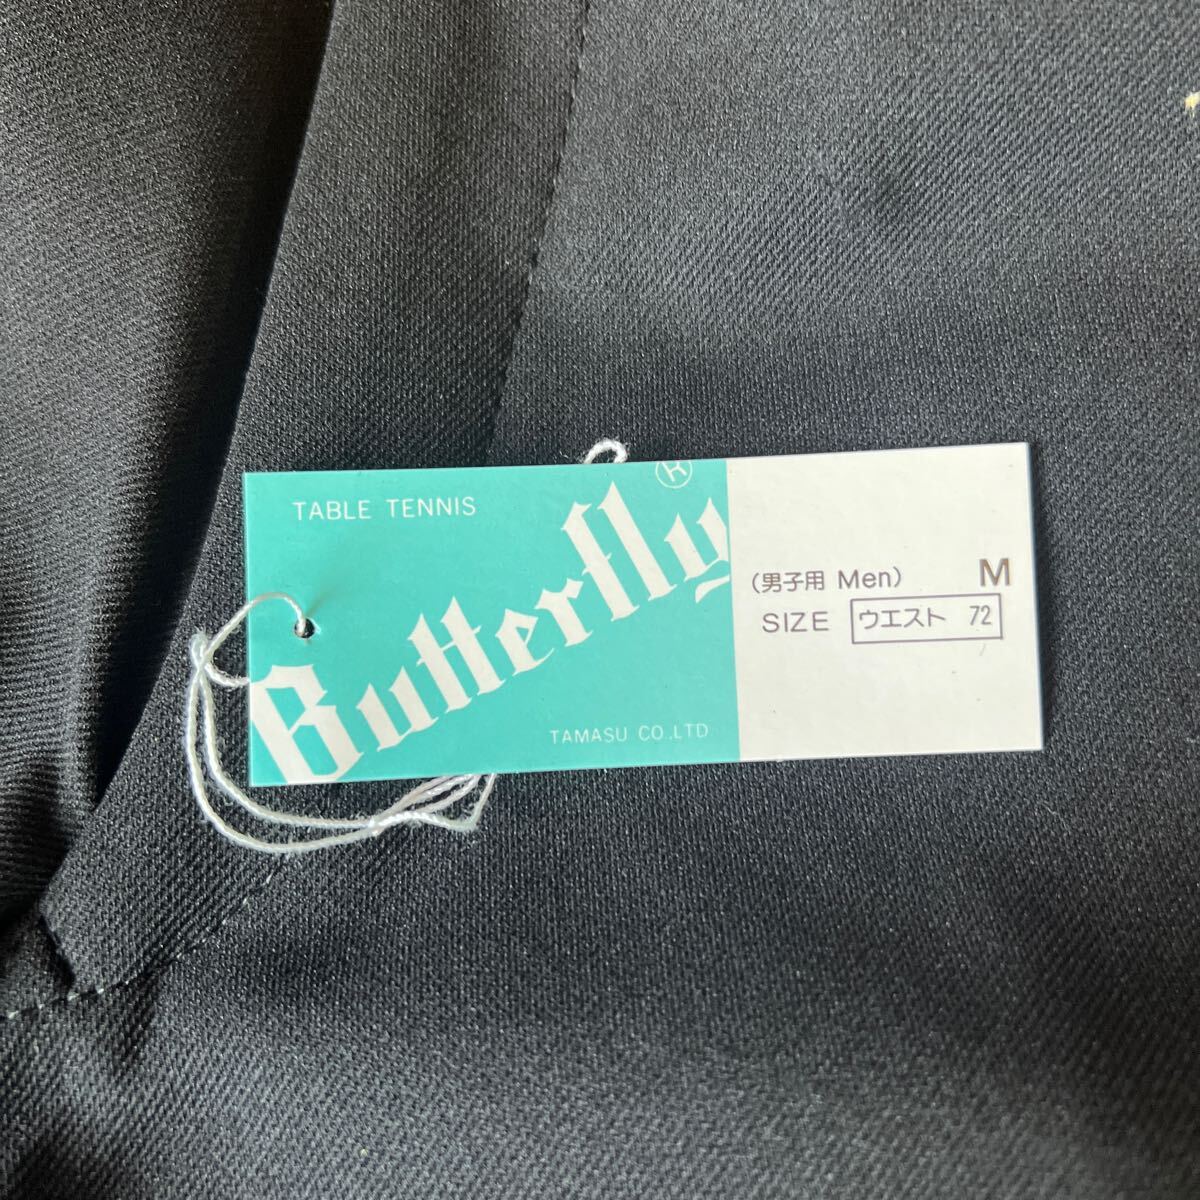 TABLE TENNIS
Butterfly®
TAMASU CO.,LTD
(男子用 Men) M
SIZE ウエスト 72